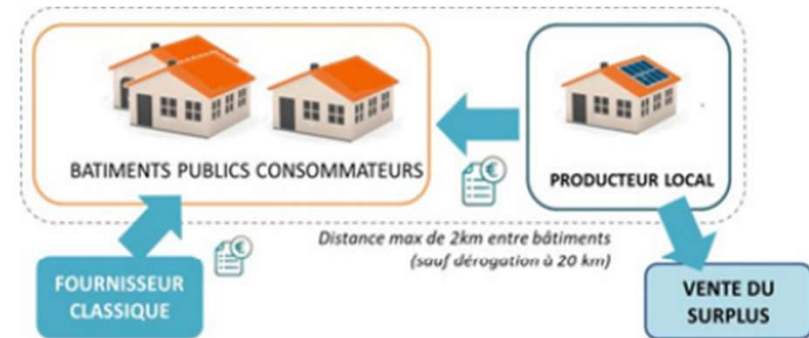 BATIMENTS PUBLICS CONSOMMATEURS
PRODUCTEUR LOCAL
€
€
Distance max de 2km entre bâtiments
(sauf dérogation à 20 km)
FOURNISSEUR
CLASSIQUE
VENTE DU
SURPLUS